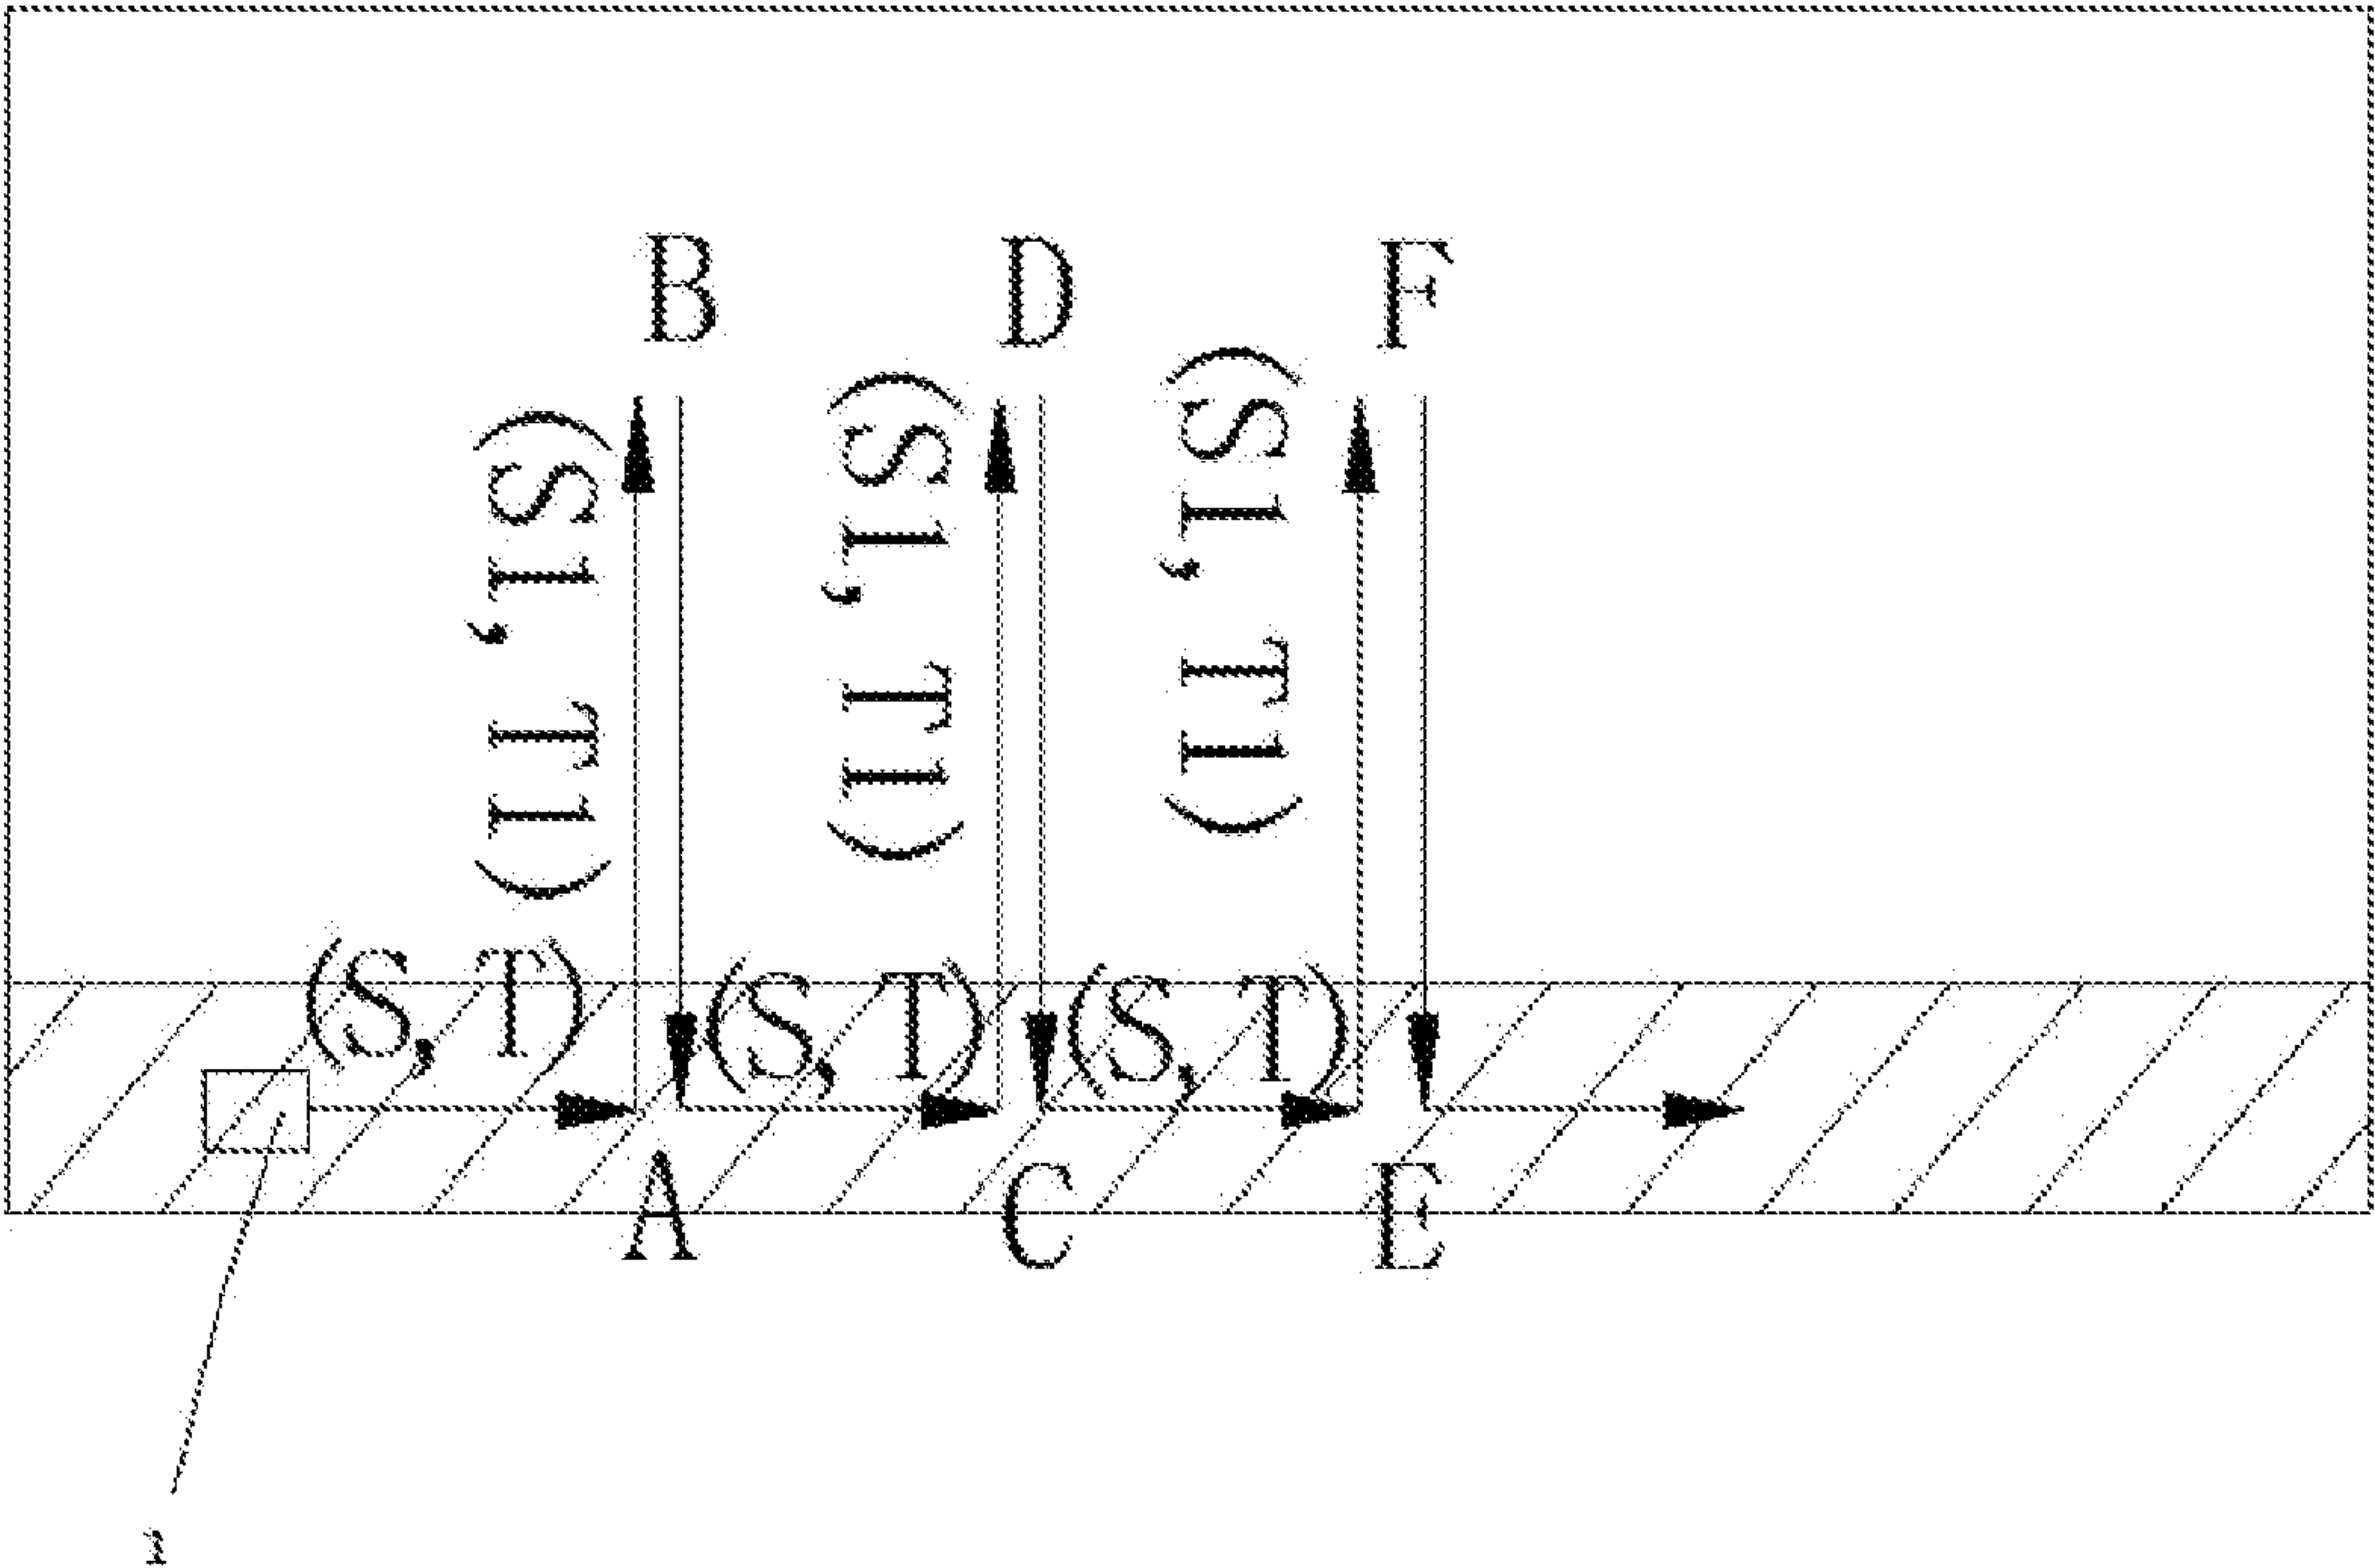 B D F
(S1, T1) (S1, T1) (S1, T1)
(S, T) (S, T) (S, T)
A C E
1